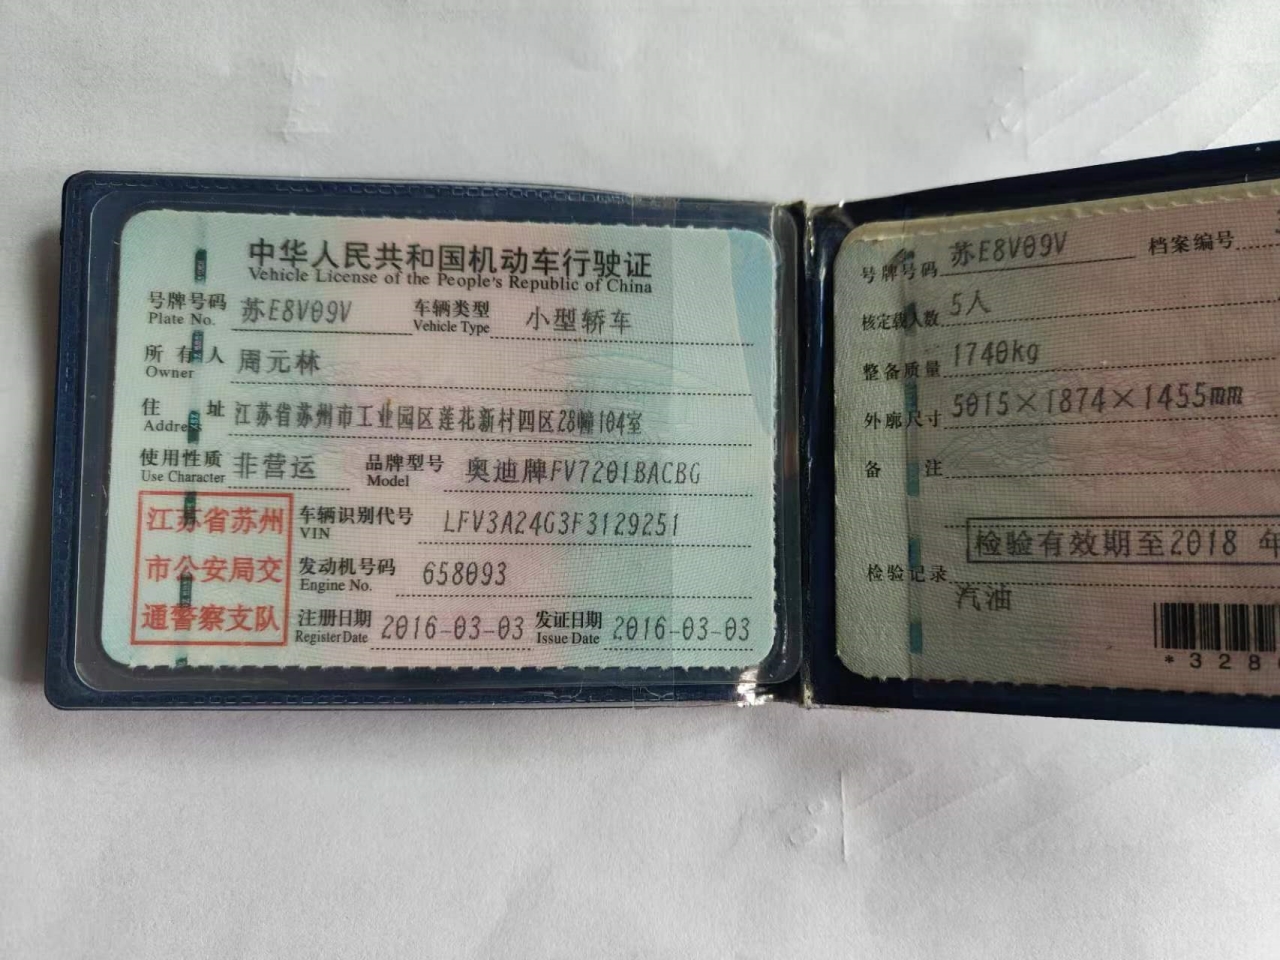 中华人民共和国机动车行驶证
Vehicle License of the People's Republic of China
号牌号码 苏E8V09V 车辆类型 小型轿车
Plate No. Vehicle Type
所有人 周元林
Owner
住址 江苏省苏州市工业园区莲花新村四区28幢104室
Address
使用性质 非营运 品牌型号 奥迪牌FV7201BACBG
Use Character Model
江苏省苏州
市公安局交
通警察支队
车辆识别代号 LFV3A24G3F3129251
VIN
发动机号码 658093
Engine No.
注册日期 2016-03-03 发证日期 2016-03-03
Register Date Issue Date
号牌号码 苏E8V09V 档案编号
核定载人数 5人
整备质量 1740kg
外廓尺寸 5015×1874×1455mm
备注
检验有效期至2018 年
检验记录
汽油
*328